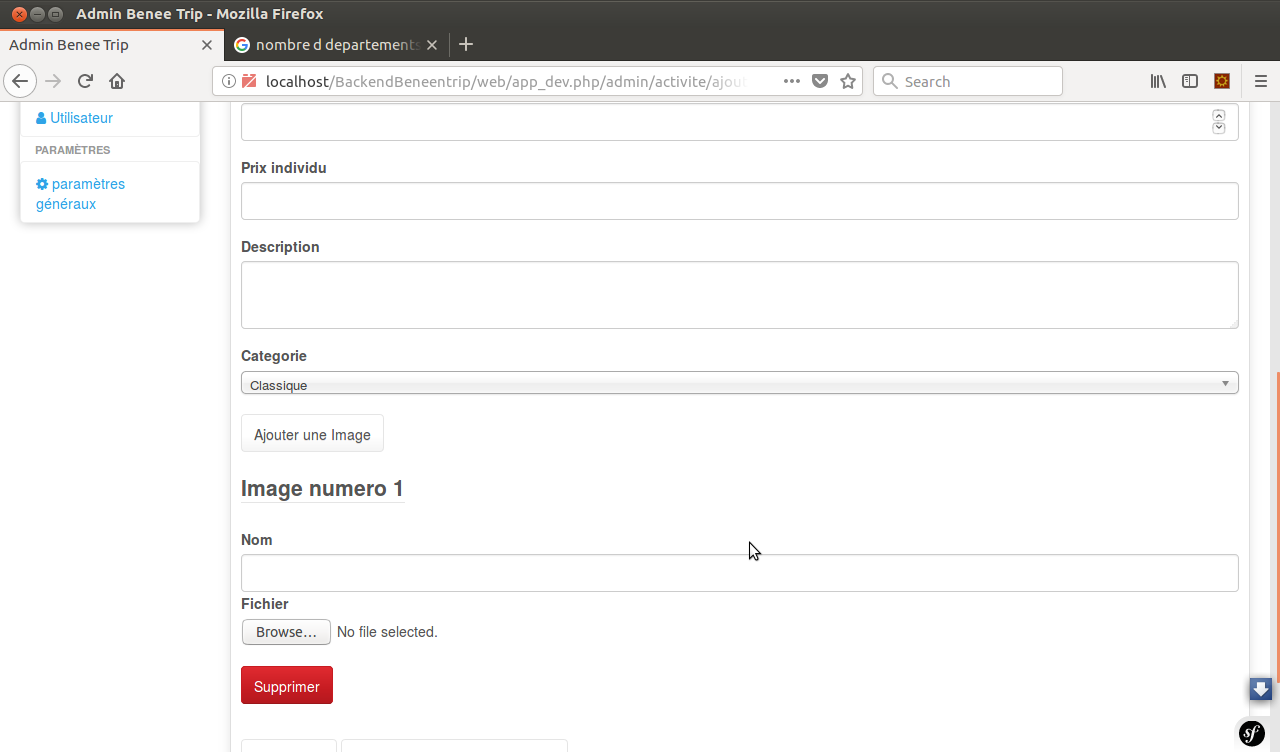 Admin Benee Trip - Mozilla Firefox
Admin Benee Trip
nombre d departements
localhost/BackendBeneentrip/web/app_dev.php/admin/activite/ajou
Search
Utilisateur
PARAMÈTRES
paramètres
généraux
Prix individu
Description
Categorie
Classique
Ajouter une Image
Image numero 1
Nom
Fichier
Browse...
No file selected.
Supprimer
sf